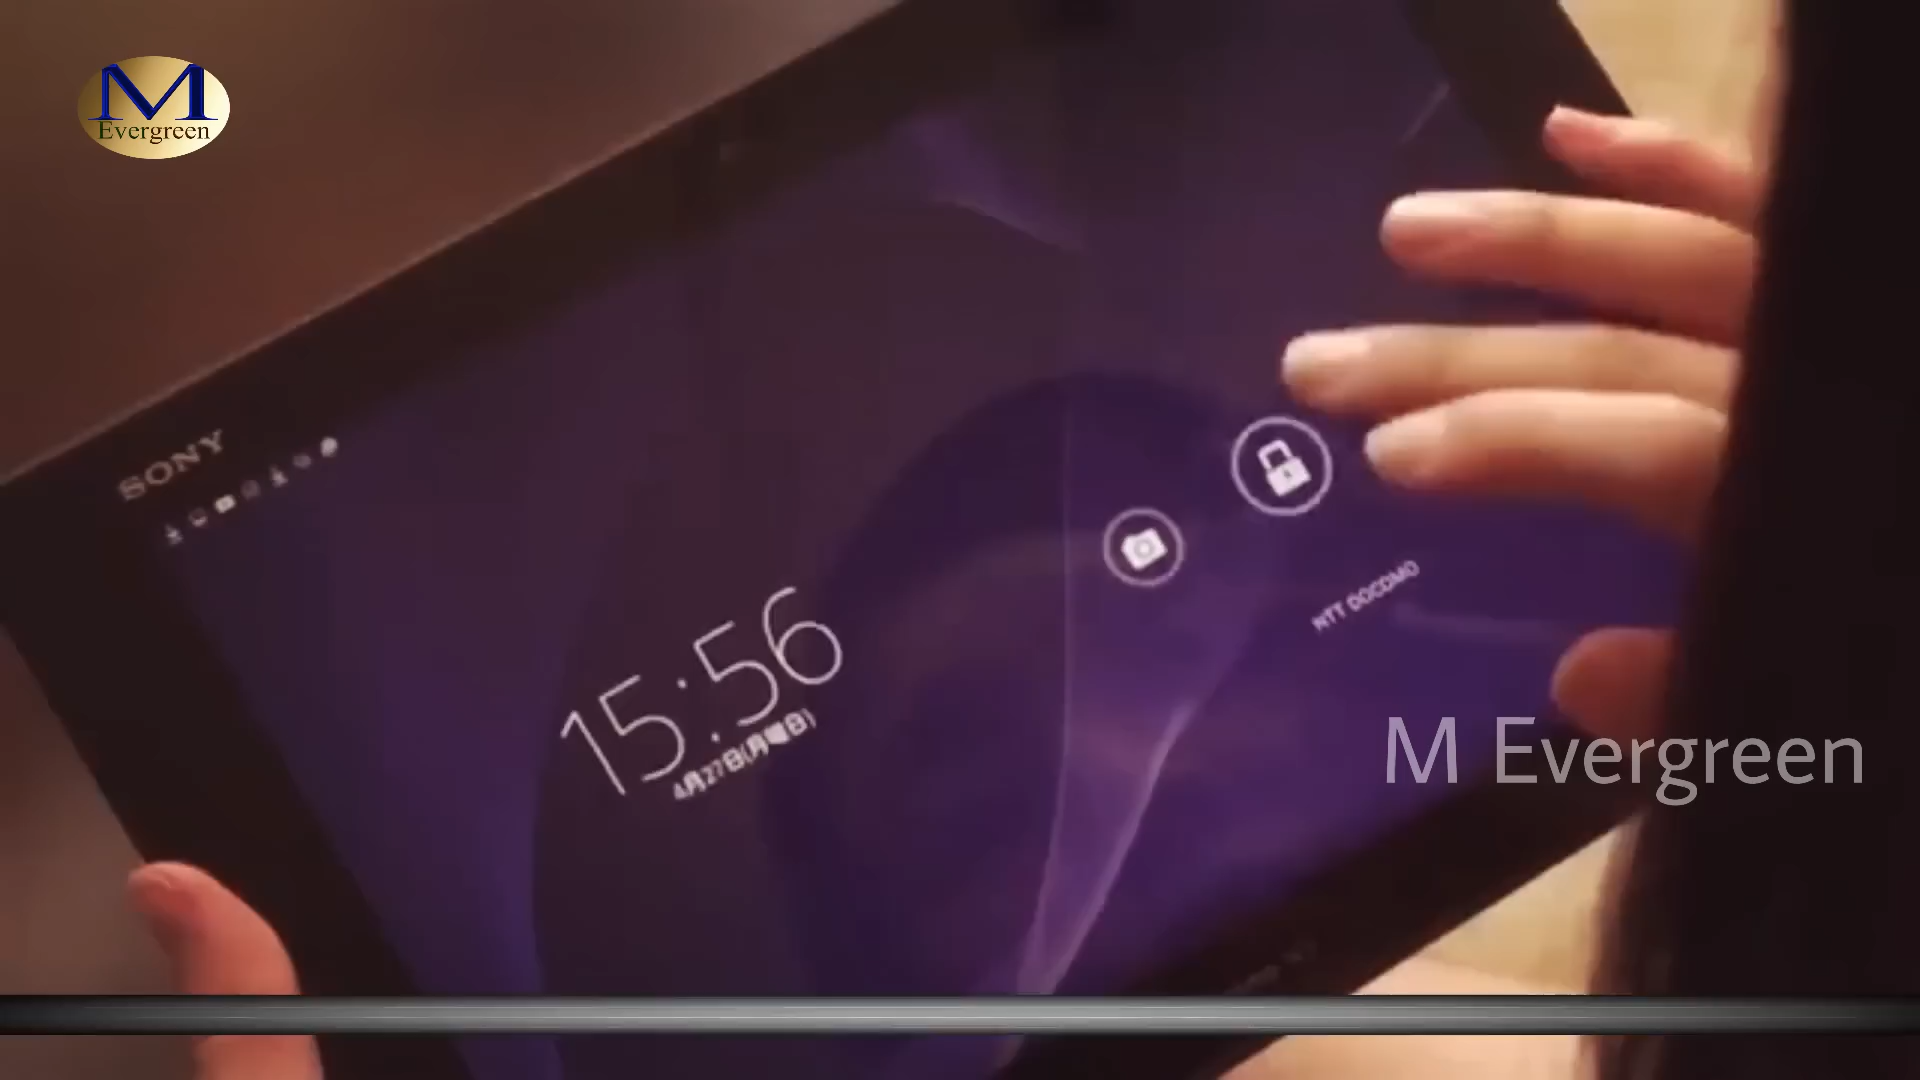 M
Evergreen
SONY
15:56
4月27日(月曜日)
NTT DOCOMO
M Evergreen